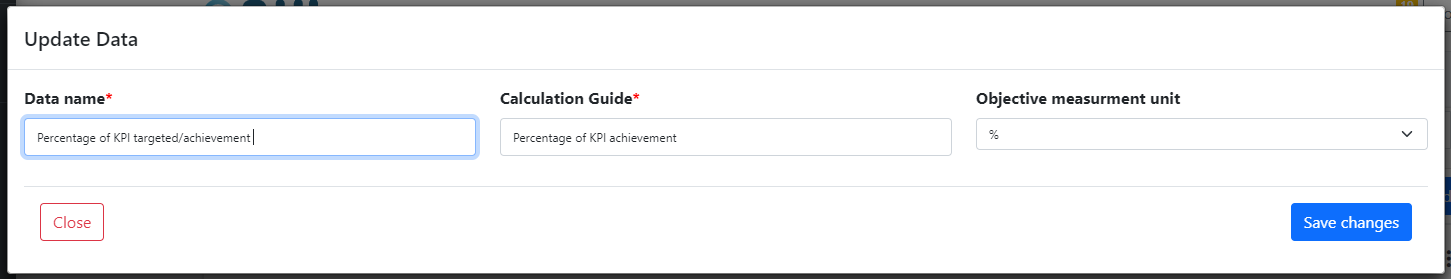 Update Data
Data name*
Calculation Guide*
Objective measurment unit
Percentage of KPI targeted/achievement
Percentage of KPI achievement
%
Close
Save changes